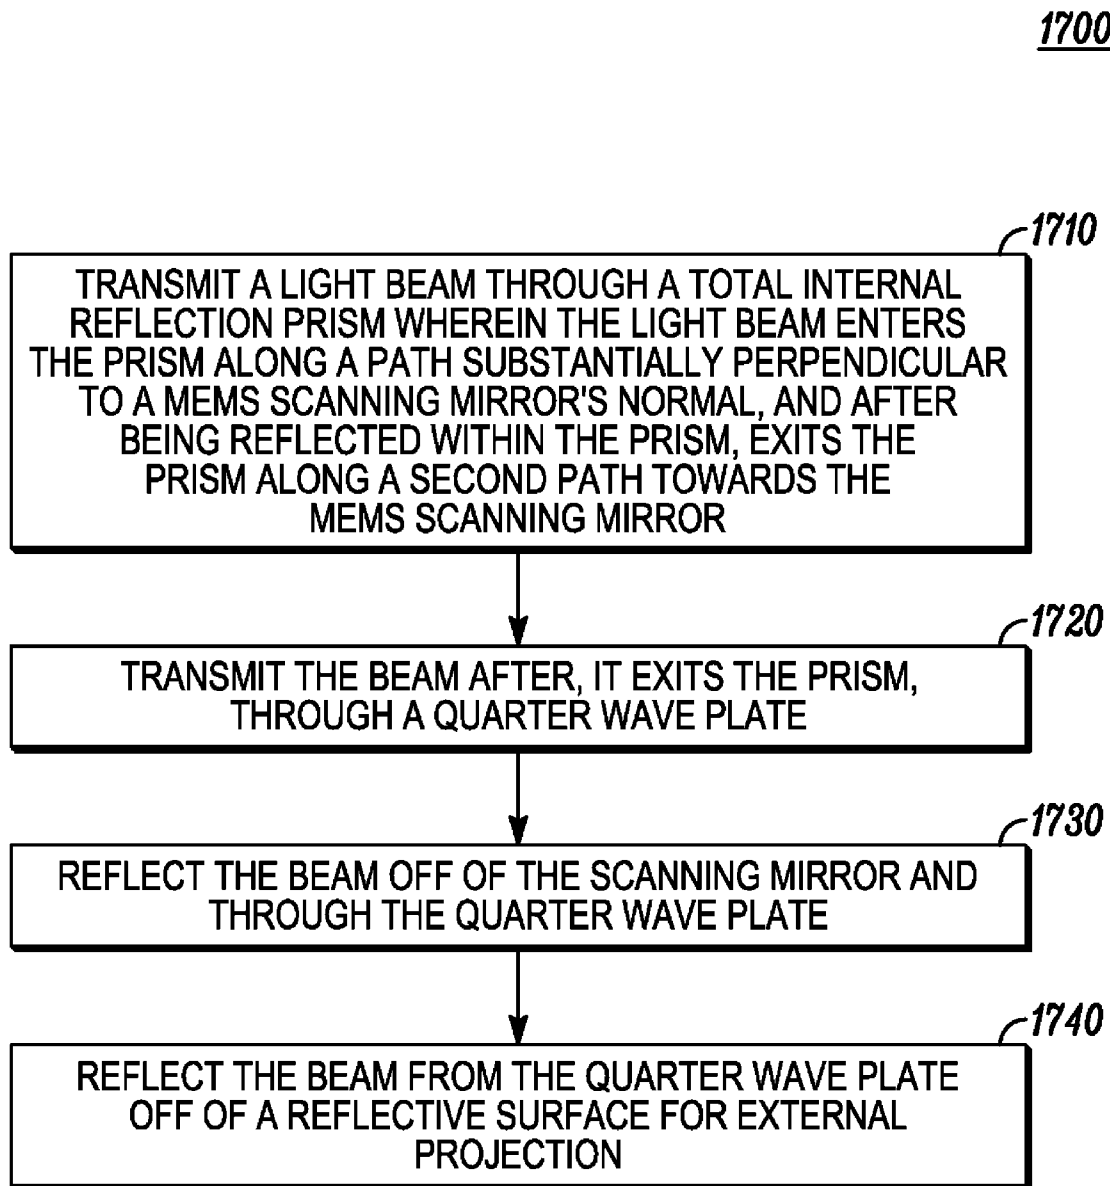 1700
1710
TRANSMIT A LIGHT BEAM THROUGH A TOTAL INTERNAL
REFLECTION PRISM WHEREIN THE LIGHT BEAM ENTERS
THE PRISM ALONG A PATH SUBSTANTIALLY PERPENDICULAR
TO A MEMS SCANNING MIRROR'S NORMAL, AND AFTER
BEING REFLECTED WITHIN THE PRISM, EXITS THE
PRISM ALONG A SECOND PATH TOWARDS THE
MEMS SCANNING MIRROR
1720
TRANSMIT THE BEAM AFTER, IT EXITS THE PRISM,
THROUGH A QUARTER WAVE PLATE
1730
REFLECT THE BEAM OFF OF THE SCANNING MIRROR AND
THROUGH THE QUARTER WAVE PLATE
1740
REFLECT THE BEAM FROM THE QUARTER WAVE PLATE
OFF OF A REFLECTIVE SURFACE FOR EXTERNAL
PROJECTION